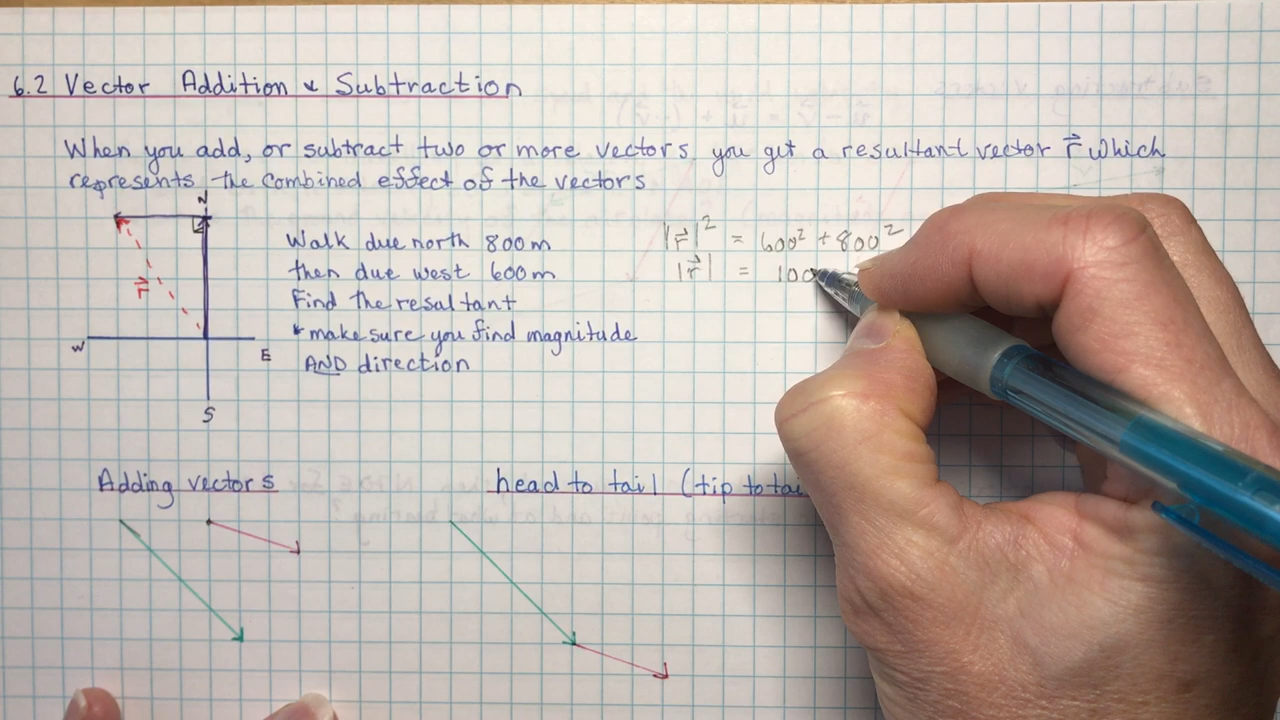 6.2 Vector Addition & Subtraction
When you add, or subtract two or more vectors you get a resultant vector r⃗ which
represents the combined effect of the vectors
N
W
E
S
r⃗
Walk due north 800m
then due west 600m
Find the resultant
* make sure you find magnitude
AND direction
|r⃗|² = 600² + 800²
|r⃗| = 100
Adding vectors
head to tail (tip to tai